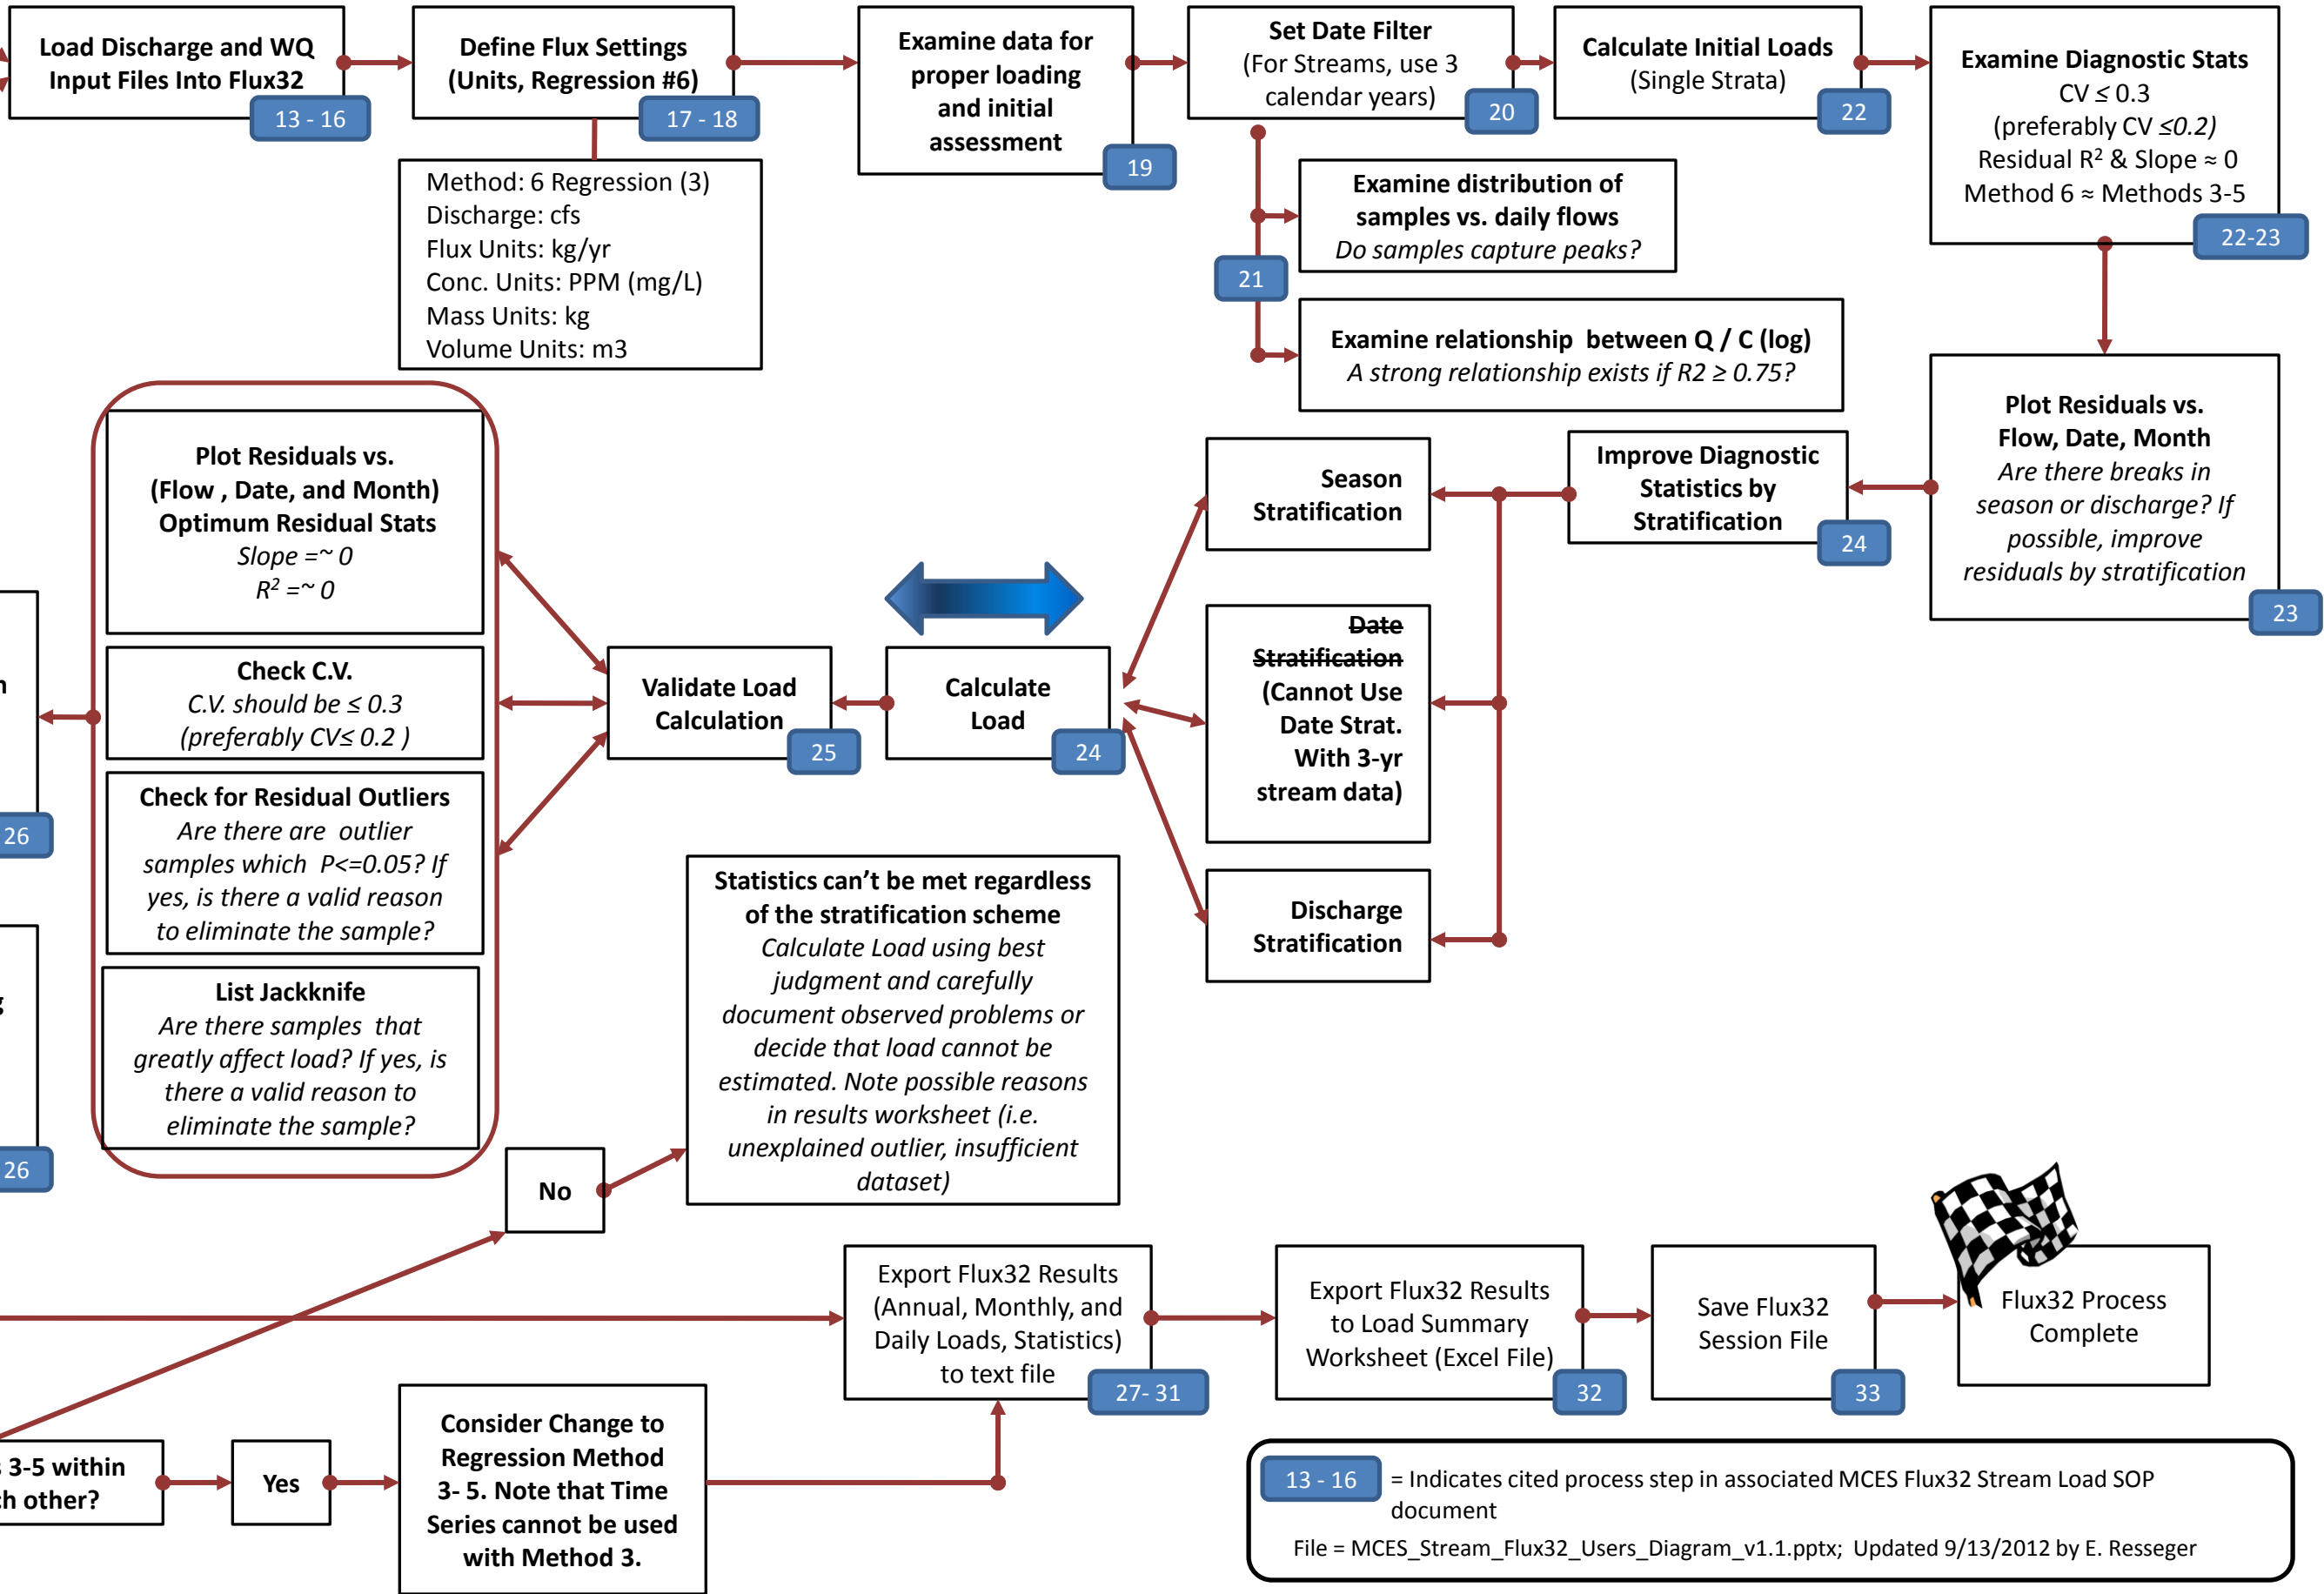 Load Discharge and WQ
Input Files Into Flux32
13 - 16
Define Flux Settings
(Units, Regression #6)
17 - 18
Method: 6 Regression (3)
Discharge: cfs
Flux Units: kg/yr
Conc. Units: PPM (mg/L)
Mass Units: kg
Volume Units: m3
Examine data for
proper loading
and initial
assessment
19
Set Date Filter
(For Streams, use 3
calendar years)
20
21
Examine distribution of
samples vs. daily flows
Do samples capture peaks?
Examine relationship between Q / C (log)
A strong relationship exists if R2 ≥ 0.75?
Calculate Initial Loads
(Single Strata)
22
Examine Diagnostic Stats
CV ≤ 0.3
(preferably CV ≤0.2)
Residual R² & Slope ≈ 0
Method 6 ≈ Methods 3-5
22-23
Plot Residuals vs.
Flow, Date, Month
Are there breaks in
season or discharge? If
possible, improve
residuals by stratification
23
Improve Diagnostic
Statistics by
Stratification
24
Season
Stratification
Date
Stratification
(Cannot Use
Date Strat.
With 3-yr
stream data)
Discharge
Stratification
Calculate
Load
24
Validate Load
Calculation
25
Plot Residuals vs.
(Flow , Date, and Month)
Optimum Residual Stats
Slope =~ 0
R² =~ 0
Check C.V.
C.V. should be ≤ 0.3
(preferably CV≤ 0.2 )
Check for Residual Outliers
Are there are outlier
samples which P<=0.05? If
yes, is there a valid reason
to eliminate the sample?
List Jackknife
Are there samples that
greatly affect load? If yes, is
there a valid reason to
eliminate the sample?
26
26
No
Statistics can’t be met regardless
of the stratification scheme
Calculate Load using best
judgment and carefully
document observed problems or
decide that load cannot be
estimated. Note possible reasons
in results worksheet (i.e.
unexplained outlier, insufficient
dataset)
3-5 within
other?
Yes
Consider Change to
Regression Method
3- 5. Note that Time
Series cannot be used
with Method 3.
Export Flux32 Results
(Annual, Monthly, and
Daily Loads, Statistics)
to text file
27- 31
Export Flux32 Results
to Load Summary
Worksheet (Excel File)
32
Save Flux32
Session File
33
Flux32 Process
Complete
13 - 16 = Indicates cited process step in associated MCES Flux32 Stream Load SOP
document
File = MCES_Stream_Flux32_Users_Diagram_v1.1.pptx; Updated 9/13/2012 by E. Resseger